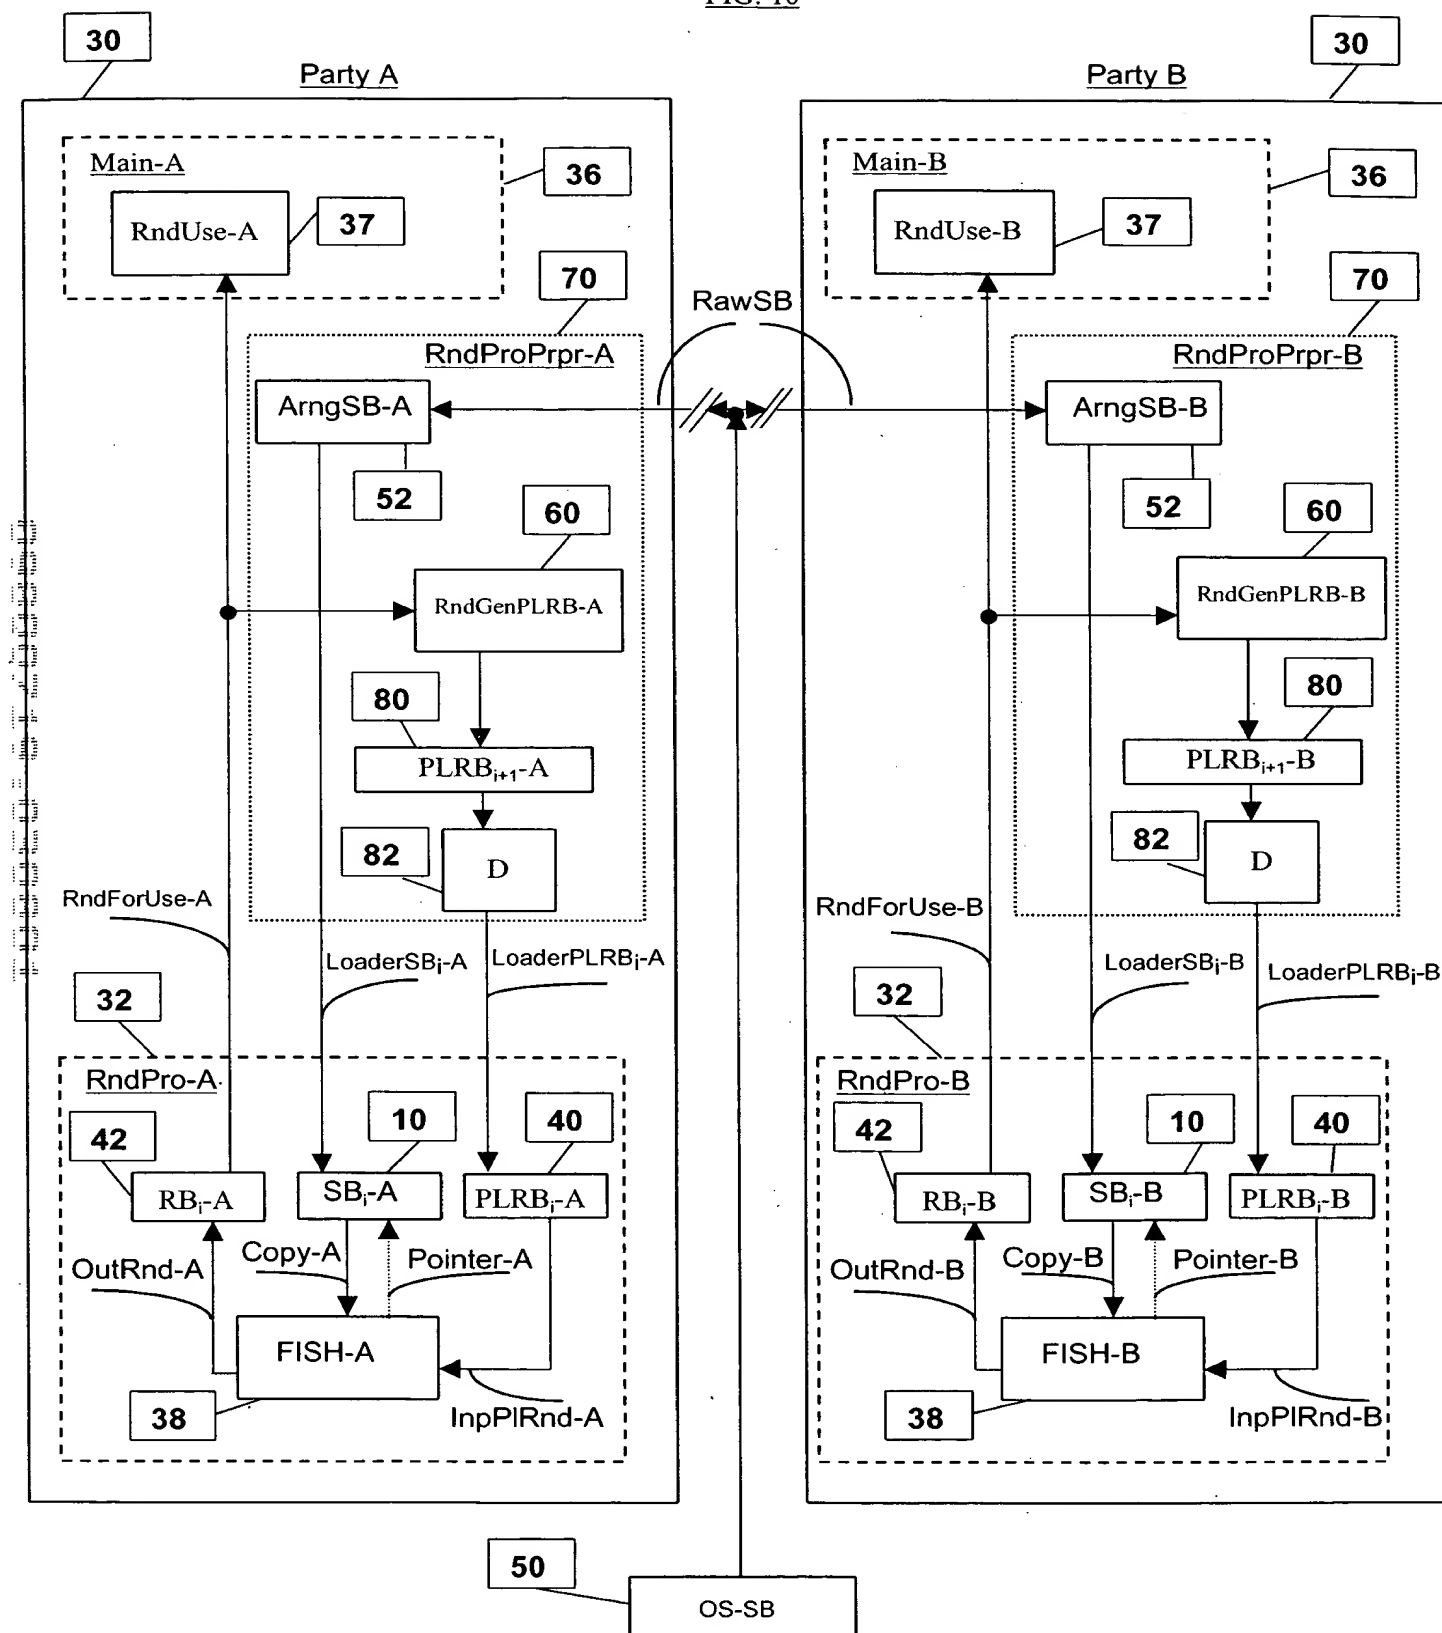 FIG. 10
30
Party A
Main-A
36
RndUse-A
37
70
RndProPrpr-A
ArngSB-A
52
60
RndGenPLRB-A
80
PLRBi+1-A
82
D
RndForUse-A
LoaderSBi-A
LoaderPLRBi-A
32
RndPro-A
42
10
40
RBi-A
SBi-A
PLRBi-A
OutRnd-A
Copy-A
Pointer-A
FISH-A
38
InpPlRnd-A
RawSB
50
OS-SB
30
Party B
Main-B
36
RndUse-B
37
70
RndProPrpr-B
ArngSB-B
52
60
RndGenPLRB-B
80
PLRBi+1-B
82
D
RndForUse-B
LoaderSBi-B
LoaderPLRBi-B
32
RndPro-B
42
10
40
RBi-B
SBi-B
PLRBi-B
OutRnd-B
Copy-B
Pointer-B
FISH-B
38
InpPlRnd-B